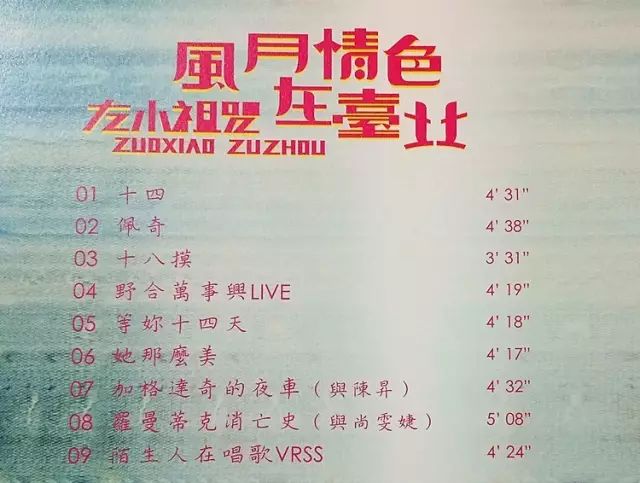 風月情色
在臺北
左小祖咒
ZUOXIAO ZUZHOU
01 十四 4' 31"
02 佩奇 4' 38"
03 十八摸 3' 31"
04 野合萬事興LIVE 4' 19"
05 等妳十四天 4' 18"
06 她那麼美 4' 17"
07 加格達奇的夜車（與陳昇） 4' 32"
08 羅曼蒂克消亡史（與尚雯婕） 5' 08"
09 陌生人在唱歌VRSS 4' 24"